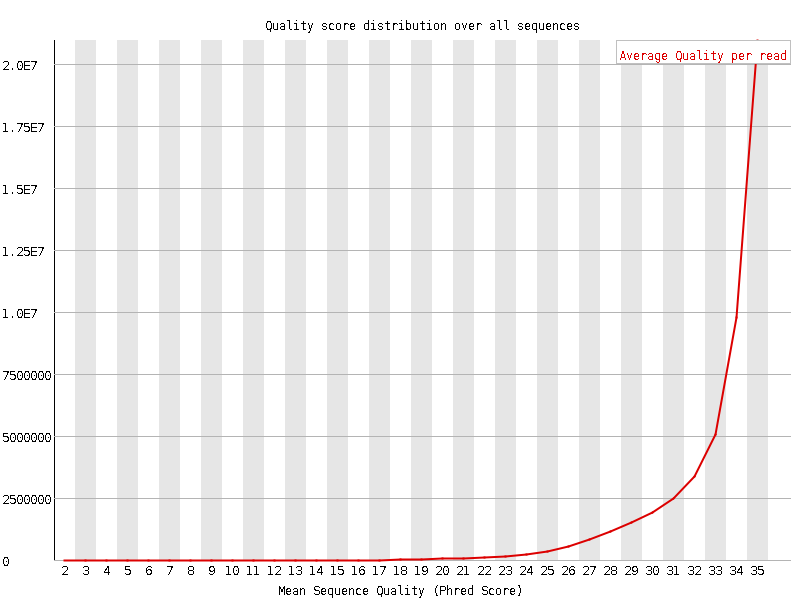 Quality score distribution over all sequences
Average Quality per read
2.0E7
1.75E7
1.5E7
1.25E7
1.0E7
7500000
5000000
2500000
0
2 3 4 5 6 7 8 9 10 11 12 13 14 15 16 17 18 19 20 21 22 23 24 25 26 27 28 29 30 31 32 33 34 35
Mean Sequence Quality (Phred Score)